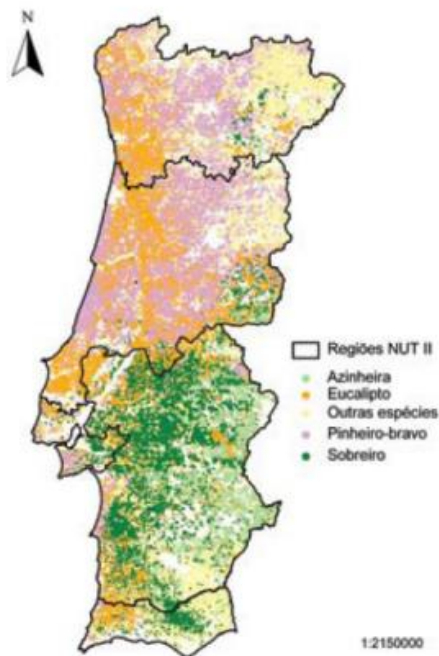 N
Regiões NUT II
Azinheira
Eucalipto
Outras espécies
Pinheiro-bravo
Sobreiro
1:2150000